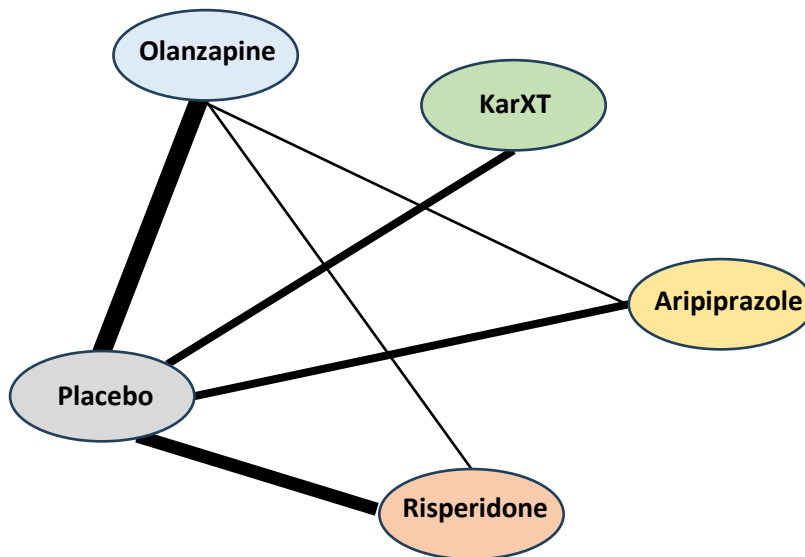 Olanzapine
KarXT
Aripiprazole
Placebo
Risperidone